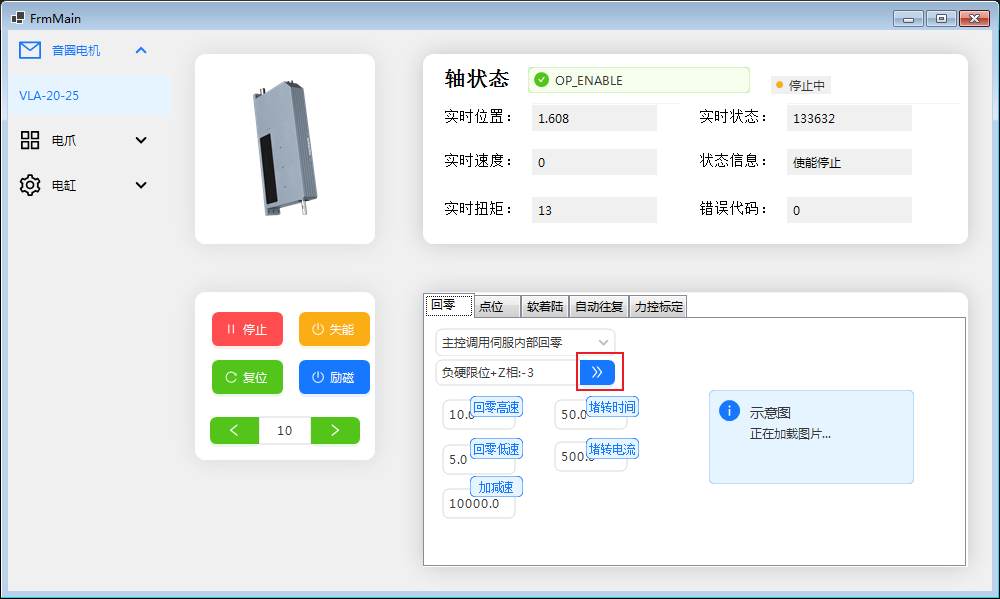 FrmMain
音圈电机
VLA-20-25
电爪
电缸
轴状态
OP_ENABLE
停止中
实时位置：
1.608
实时状态：
133632
实时速度：
0
状态信息：
使能停止
实时扭矩：
13
错误代码：
0
停止
失能
复位
励磁
10
回零
点位
软着陆
自动往复
力控标定
主控调用伺服内部回零
负硬限位+Z相:-3
回零高速
10.0
堵转时间
50.0
回零低速
5.0
堵转电流
500.0
加减速
10000.0
示意图
正在加载图片...